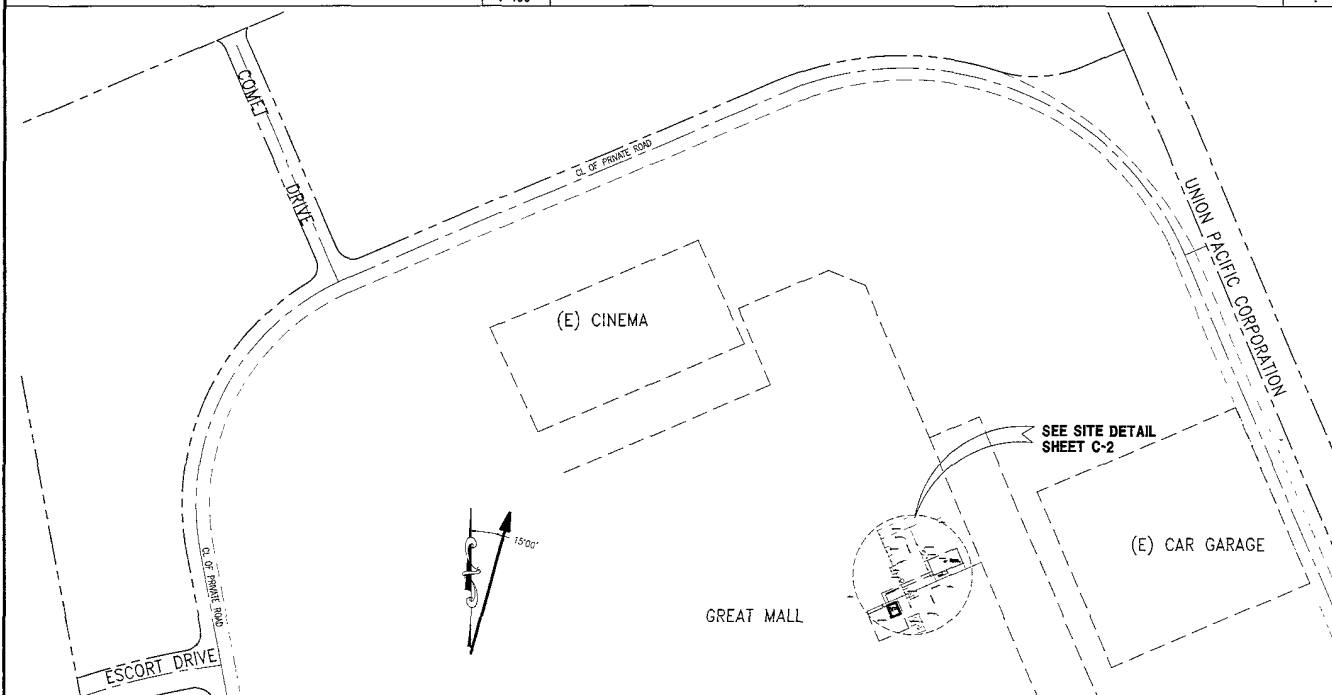 COMET
DRIVE
CL OF PRIVATE ROAD
UNION PACIFIC CORPORATION
(E) CINEMA
SEE SITE DETAIL
SHEET C-2
15°00'
(E) CAR GARAGE
CL OF PRIVATE ROAD
GREAT MALL
ESCORT DRIVE